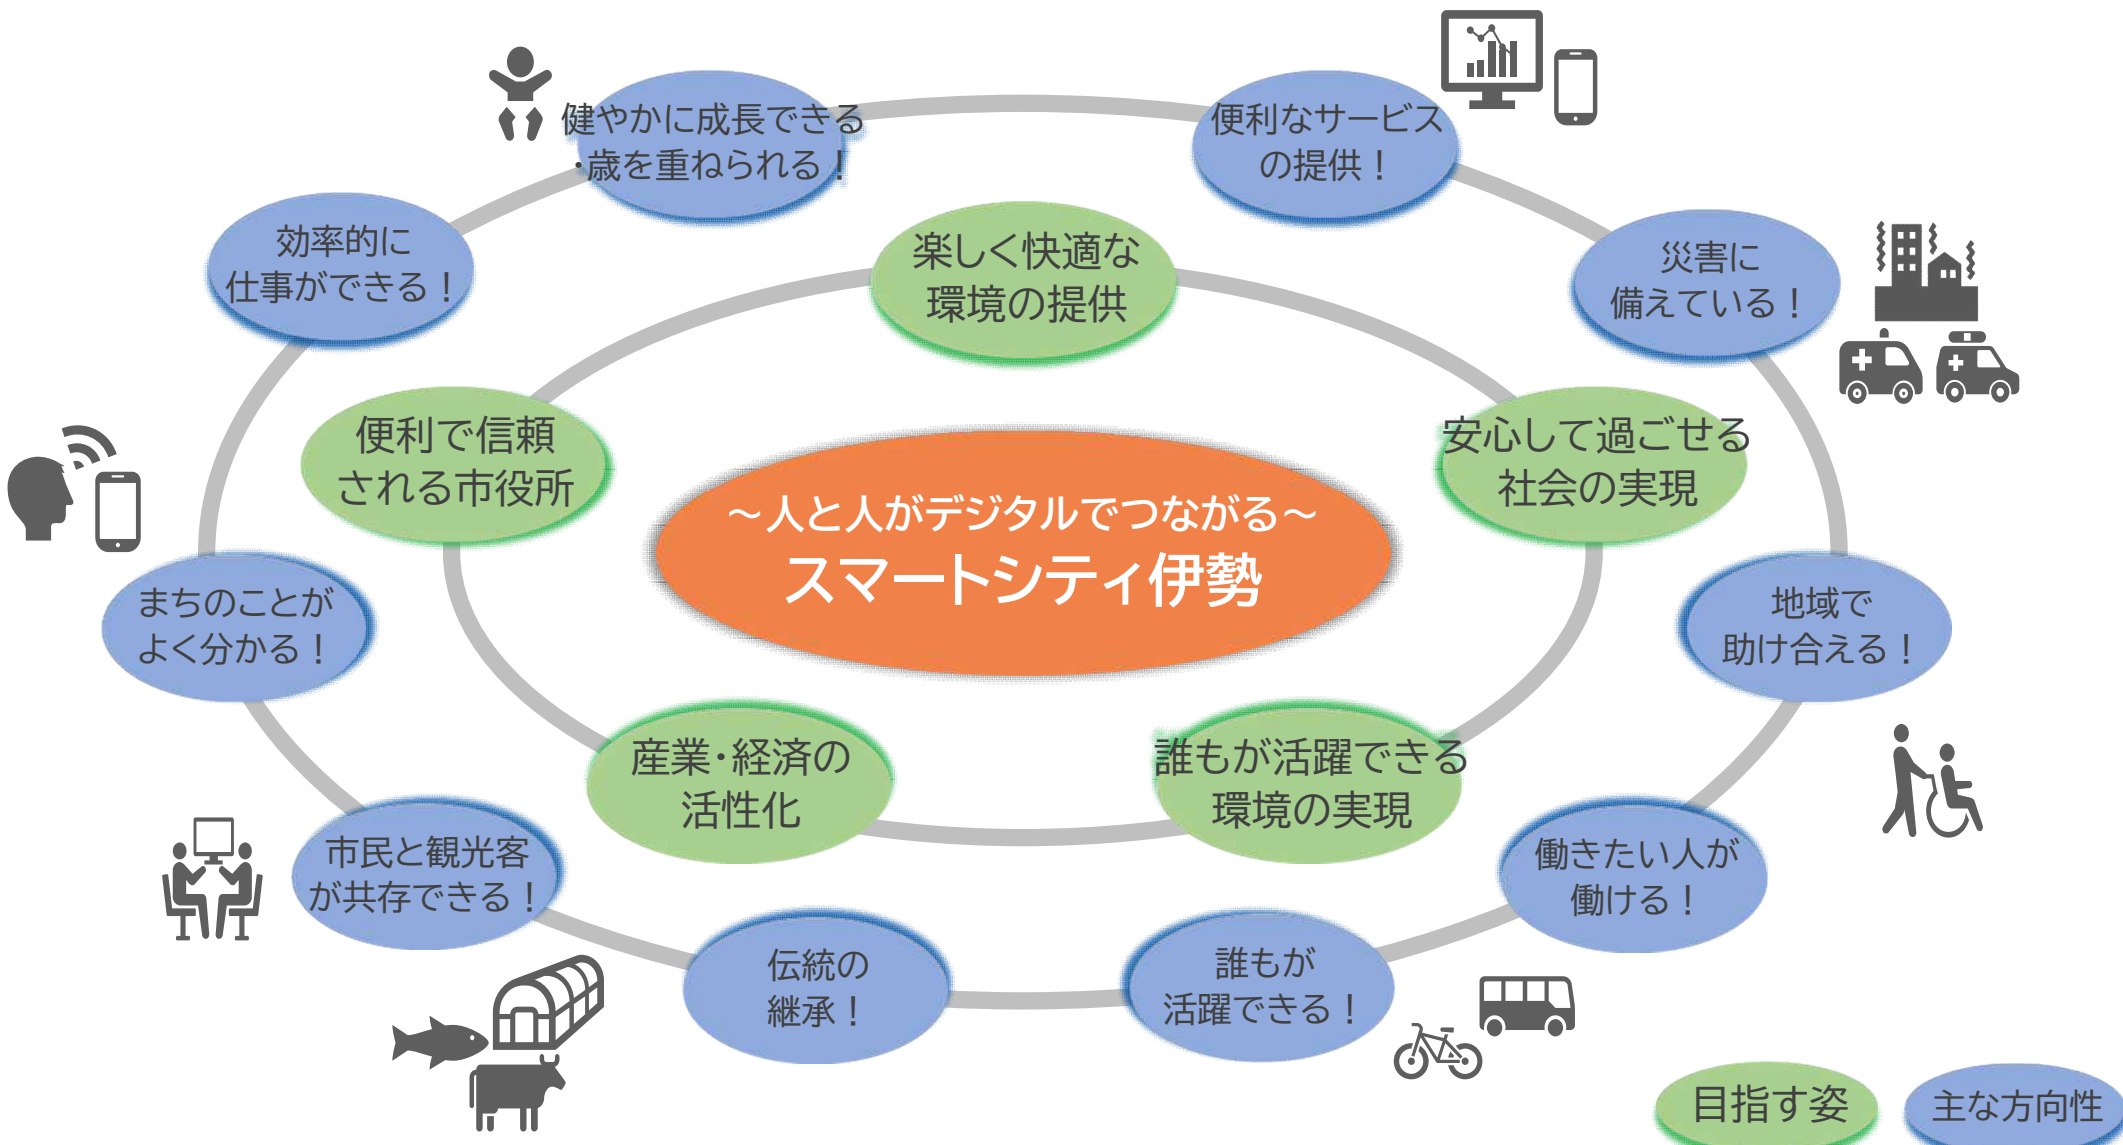 健やかに成長できる
・歳を重ねられる！
便利なサービス
の提供！
効率的に
仕事ができる！
楽しく快適な
環境の提供
災害に
備えている！
便利で信頼
される市役所
安心して過ごせる
社会の実現
～人と人がデジタルでつながる～
スマートシティ伊勢
まちのことが
よく分かる！
地域で
助け合える！
産業・経済の
活性化
誰もが活躍できる
環境の実現
市民と観光客
が共存できる！
働きたい人が
働ける！
伝統の
継承！
誰もが
活躍できる！
目指す姿
主な方向性